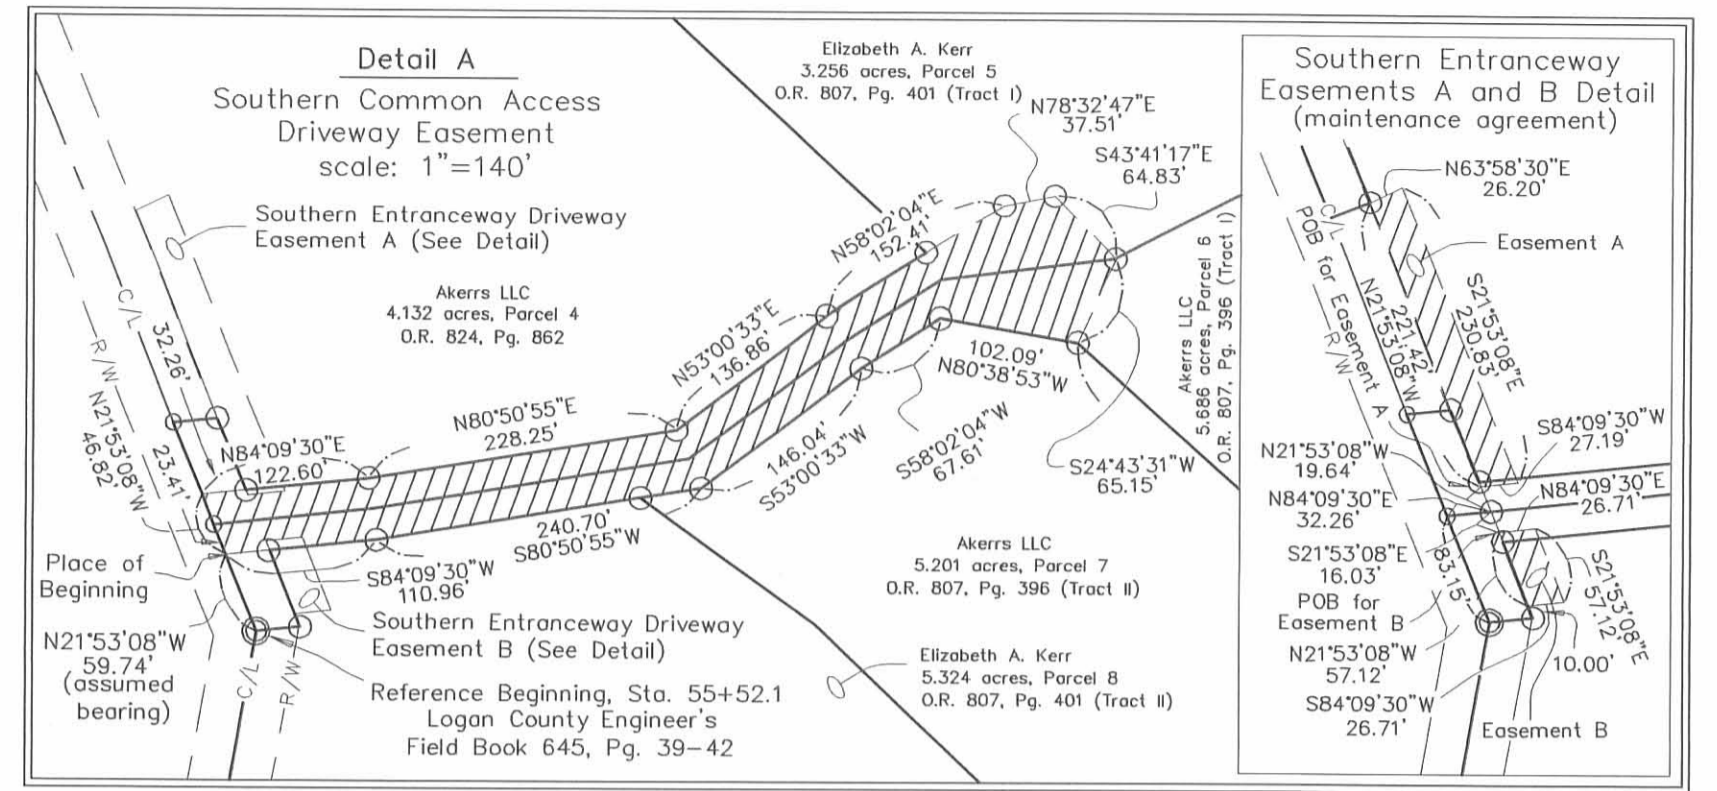 Detail A
Southern Common Access
Driveway Easement
scale: 1"=140'
Southern Entranceway Driveway
Easement A (See Detail)
Akerrs LLC
4.132 acres, Parcel 4
O.R. 824, Pg. 862
Elizabeth A. Kerr
3.256 acres, Parcel 5
O.R. 807, Pg. 401 (Tract I)
N78°32'47"E
37.51'
S43°41'17"E
64.83'
N58°02'04"E
152.41'
N53°00'33"E
136.86'
N80°50'55"E
228.25'
N84°09'30"E
122.60'
C/L
32.26'
R/W
N21°53'08"W
46.82'
23.41'
Place of
Beginning
N21°53'08"W
59.74'
(assumed
bearing)
C/L
R/W
S84°09'30"W
110.96'
240.70'
S80°50'55"W
146.04'
S53°00'33"W
S58°02'04"W
67.61'
102.09'
N80°38'53"W
S24°43'31"W
65.15'
Akerrs LLC
5.686 acres, Parcel 6
O.R. 807, Pg. 396 (Tract I)
Akerrs LLC
5.201 acres, Parcel 7
O.R. 807, Pg. 396 (Tract II)
Elizabeth A. Kerr
5.324 acres, Parcel 8
O.R. 807, Pg. 401 (Tract II)
Southern Entranceway Driveway
Easement B (See Detail)
Reference Beginning, Sta. 55+52.1
Logan County Engineer's
Field Book 645, Pg. 39-42
Southern Entranceway
Easements A and B Detail
(maintenance agreement)
N63°58'30"E
26.20'
C/L
POB for Easement A
R/W
Easement A
N21°53'08"W
221.42'
S21°53'08"E
230.83'
S84°09'30"W
27.19'
N21°53'08"W
19.64'
N84°09'30"E
32.26'
N84°09'30"E
26.71'
S21°53'08"E
16.03'
83.15'
POB for
Easement B
S21°53'08"E
57.12'
N21°53'08"W
57.12'
10.00'
S84°09'30"W
26.71'
Easement B